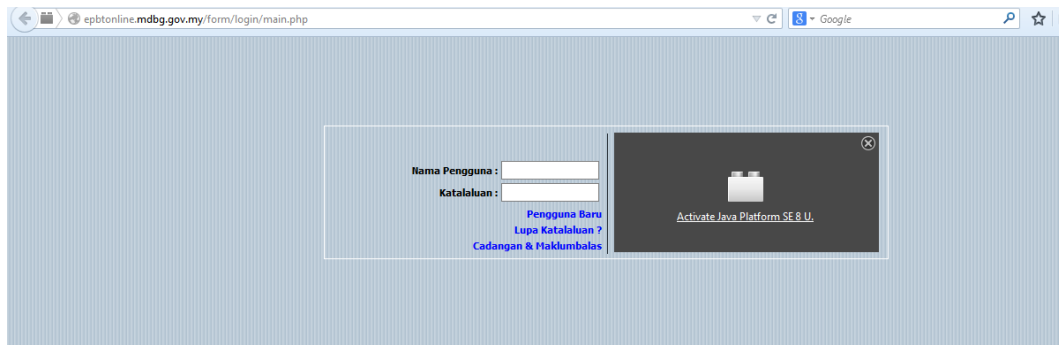 epbtonline.mdbg.gov.my/form/login/main.php
8 Google
Nama Pengguna :
Katalaluan :
Pengguna Baru
Lupa Katalaluan ?
Cadangan & Maklumbalas
Activate Java Platform SE 8 U.